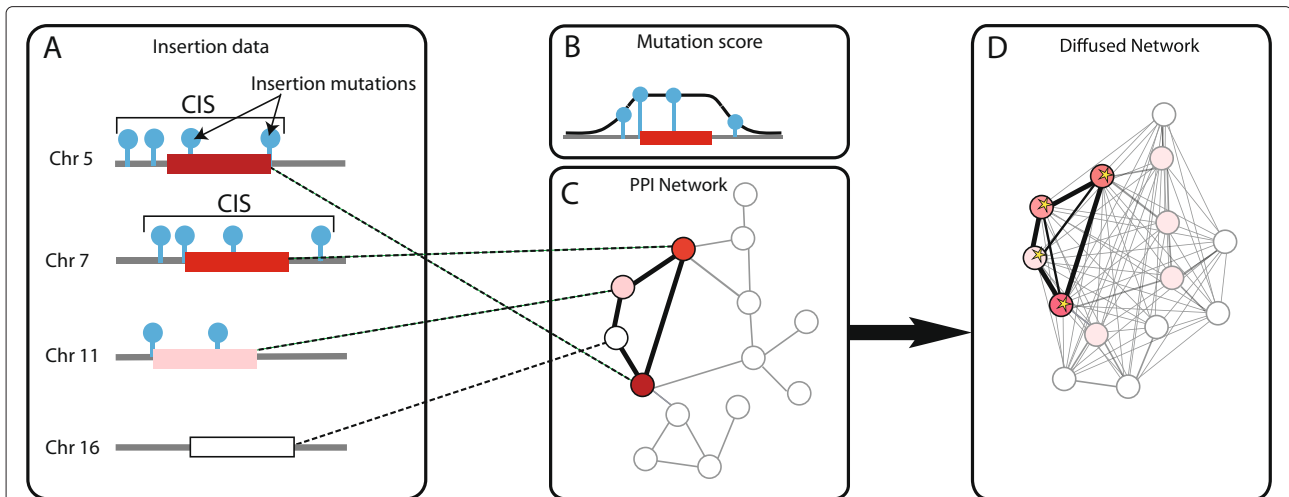 A
Insertion data
Insertion mutations
CIS
Chr 5
CIS
Chr 7
Chr 11
Chr 16
B
Mutation score
C
PPI Network
D
Diffused Network